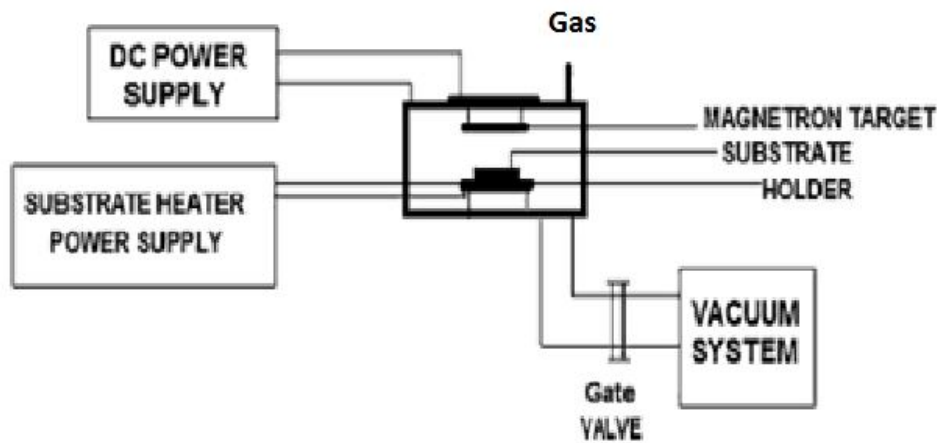 Gas
DC POWER
SUPPLY
MAGNETRON TARGET
SUBSTRATE
HOLDER
SUBSTRATE HEATER
POWER SUPPLY
VACUUM
SYSTEM
Gate
VALVE